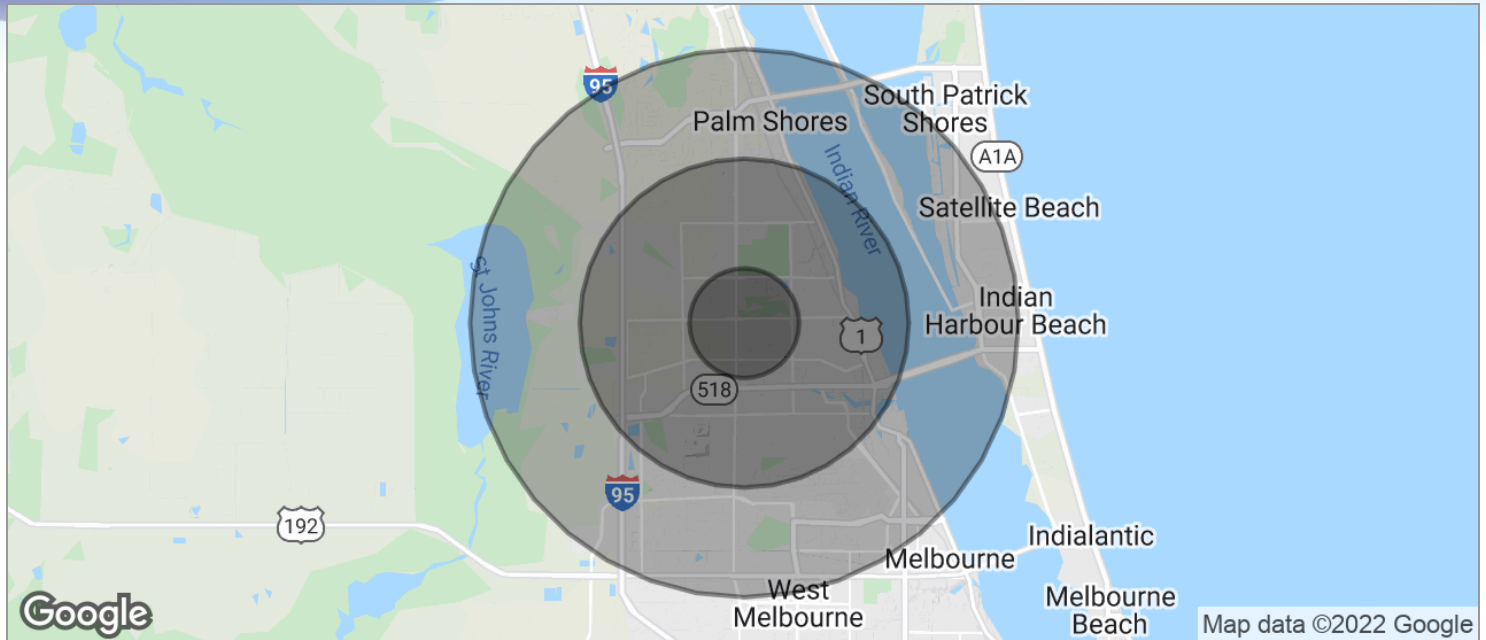 95
South Patrick
Shores
Palm Shores
A1A
Indian River
Satellite Beach
St Johns River
Indian
Harbour Beach
1
518
95
192
Indialantic
Melbourne
West
Melbourne
Melbourne
Beach
Google
Map data ©2022 Google